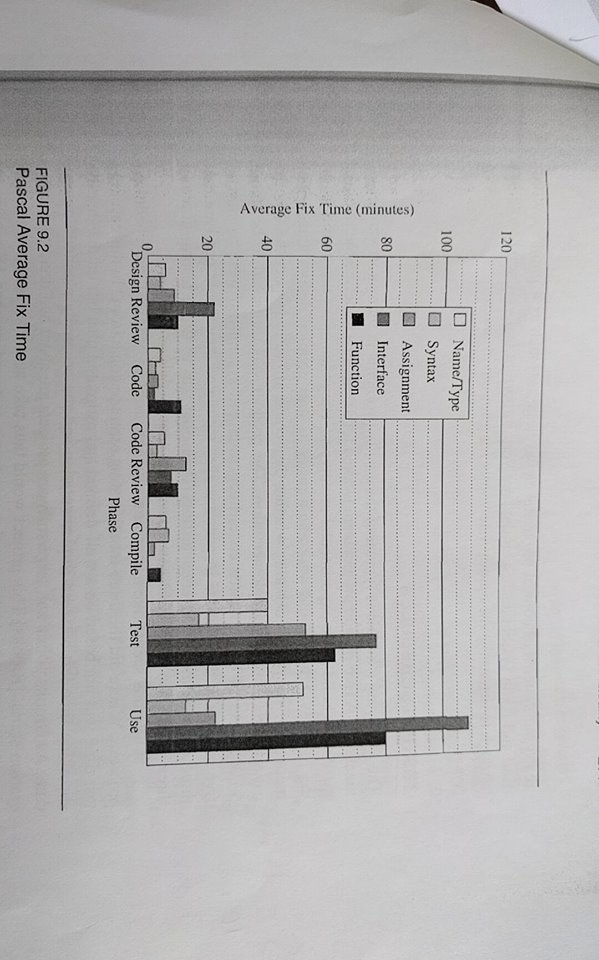 Average Fix Time (minutes)
120
100
80
60
40
20
0
Name/Type
Syntax
Assignment
Interface
Function
Design Review
Code
Code Review
Compile
Test
Use
Phase
FIGURE 9.2
Pascal Average Fix Time